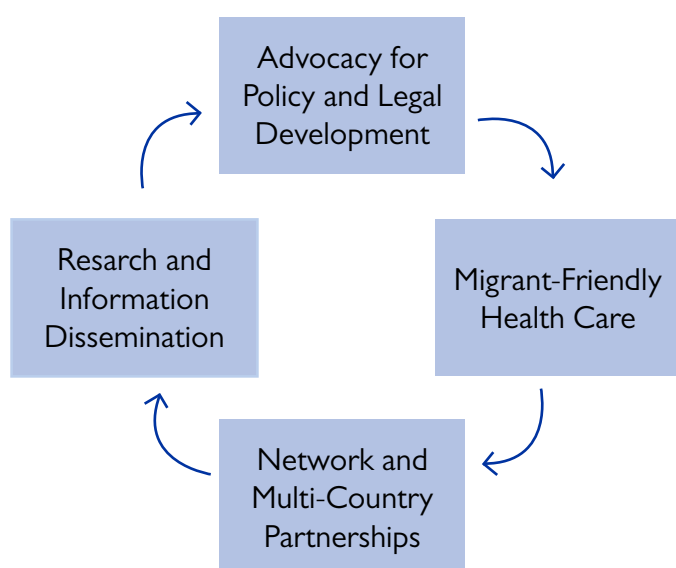 Advocacy for
Policy and Legal
Development
Migrant-Friendly
Health Care
Network and
Multi-Country
Partnerships
Resarch and
Information
Dissemination